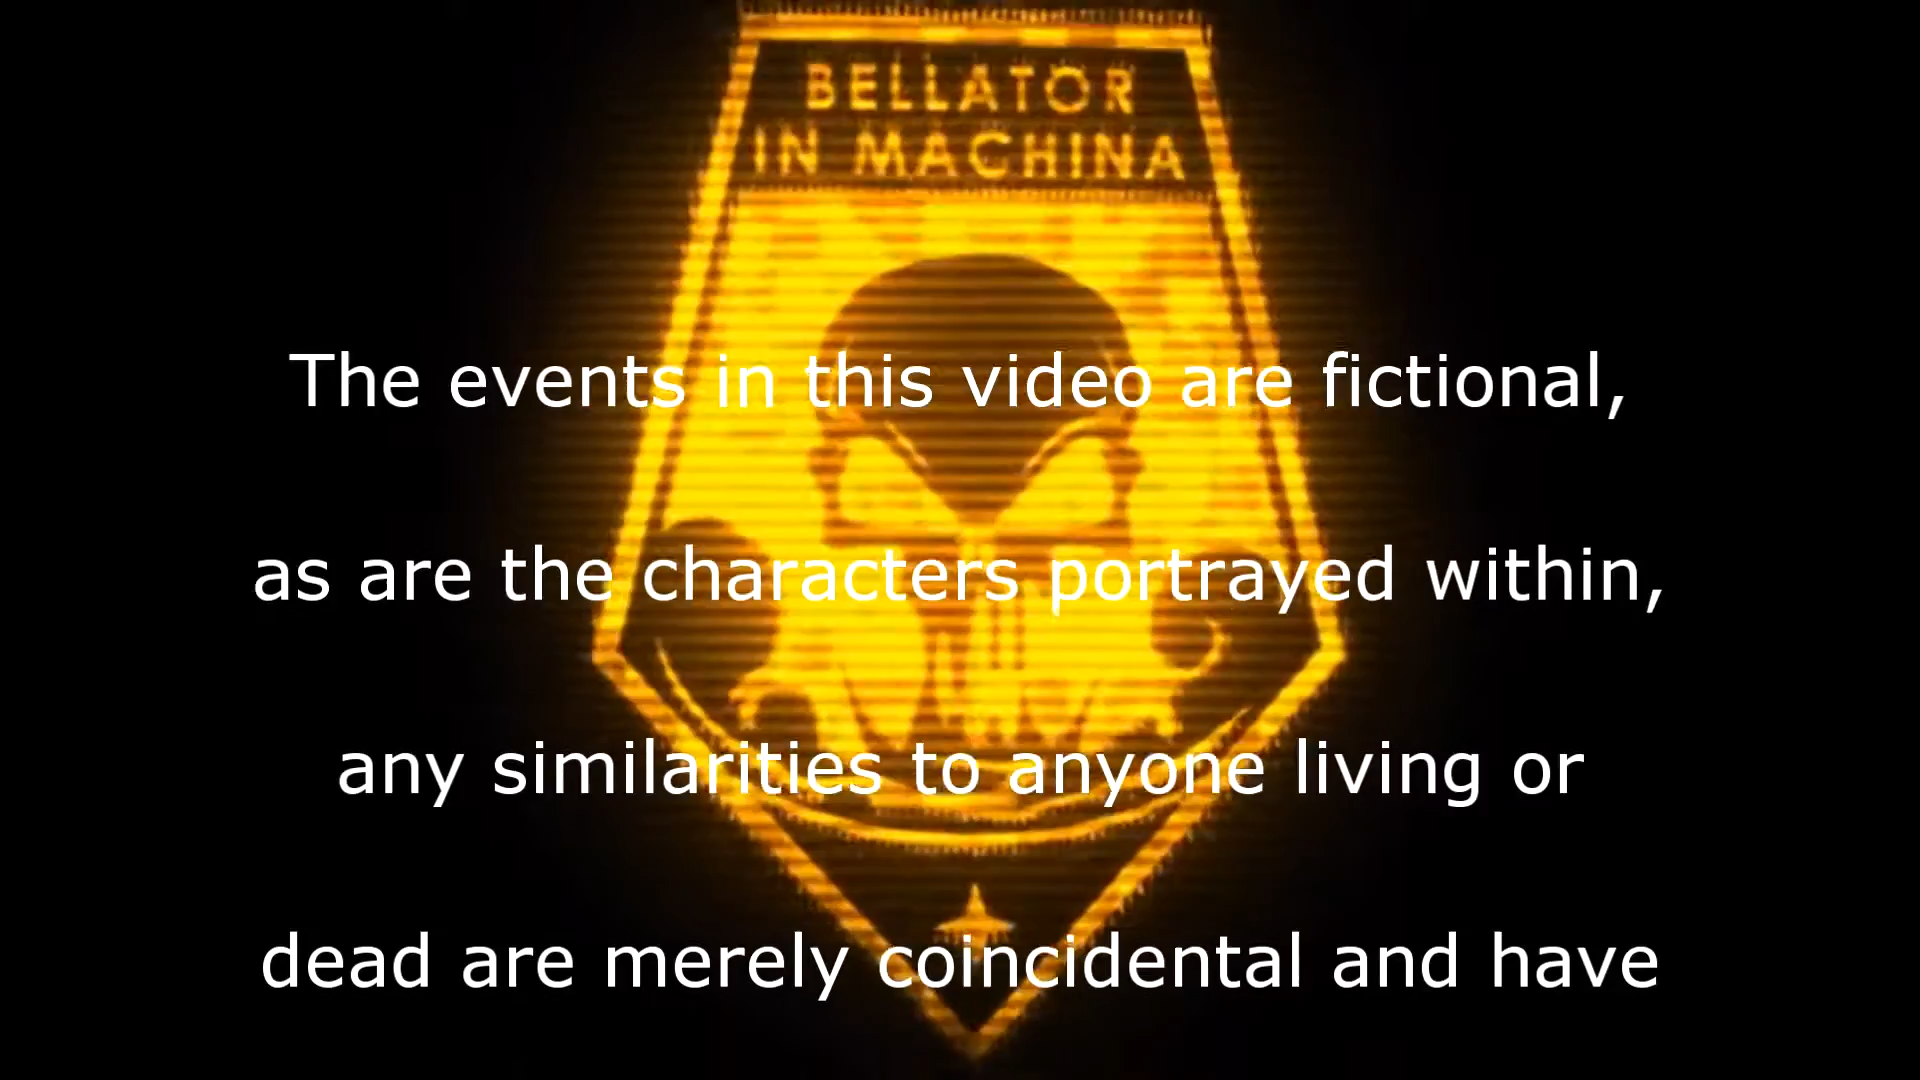 BELLATOR
IN MACHINA
The events in this video are fictional,
as are the characters portrayed within,
any similarities to anyone living or
dead are merely coincidental and have